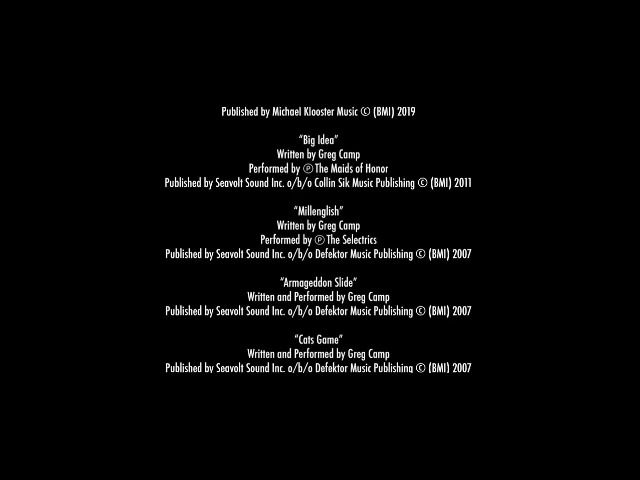 Published by Michael Klooster Music © (BMI) 2019
“Big Idea”
Written by Greg Camp
Performed by ℗ The Maids of Honor
Published by Seavolt Sound Inc. o/b/o Collin Sik Music Publishing © (BMI) 2011
“Millenglish”
Written by Greg Camp
Performed by ℗ The Selectrics
Published by Seavolt Sound Inc. o/b/o Defektor Music Publishing © (BMI) 2007
“Armageddon Slide”
Written and Performed by Greg Camp
Published by Seavolt Sound Inc. o/b/o Defektor Music Publishing © (BMI) 2007
“Cats Game”
Written and Performed by Greg Camp
Published by Seavolt Sound Inc. o/b/o Defektor Music Publishing © (BMI) 2007